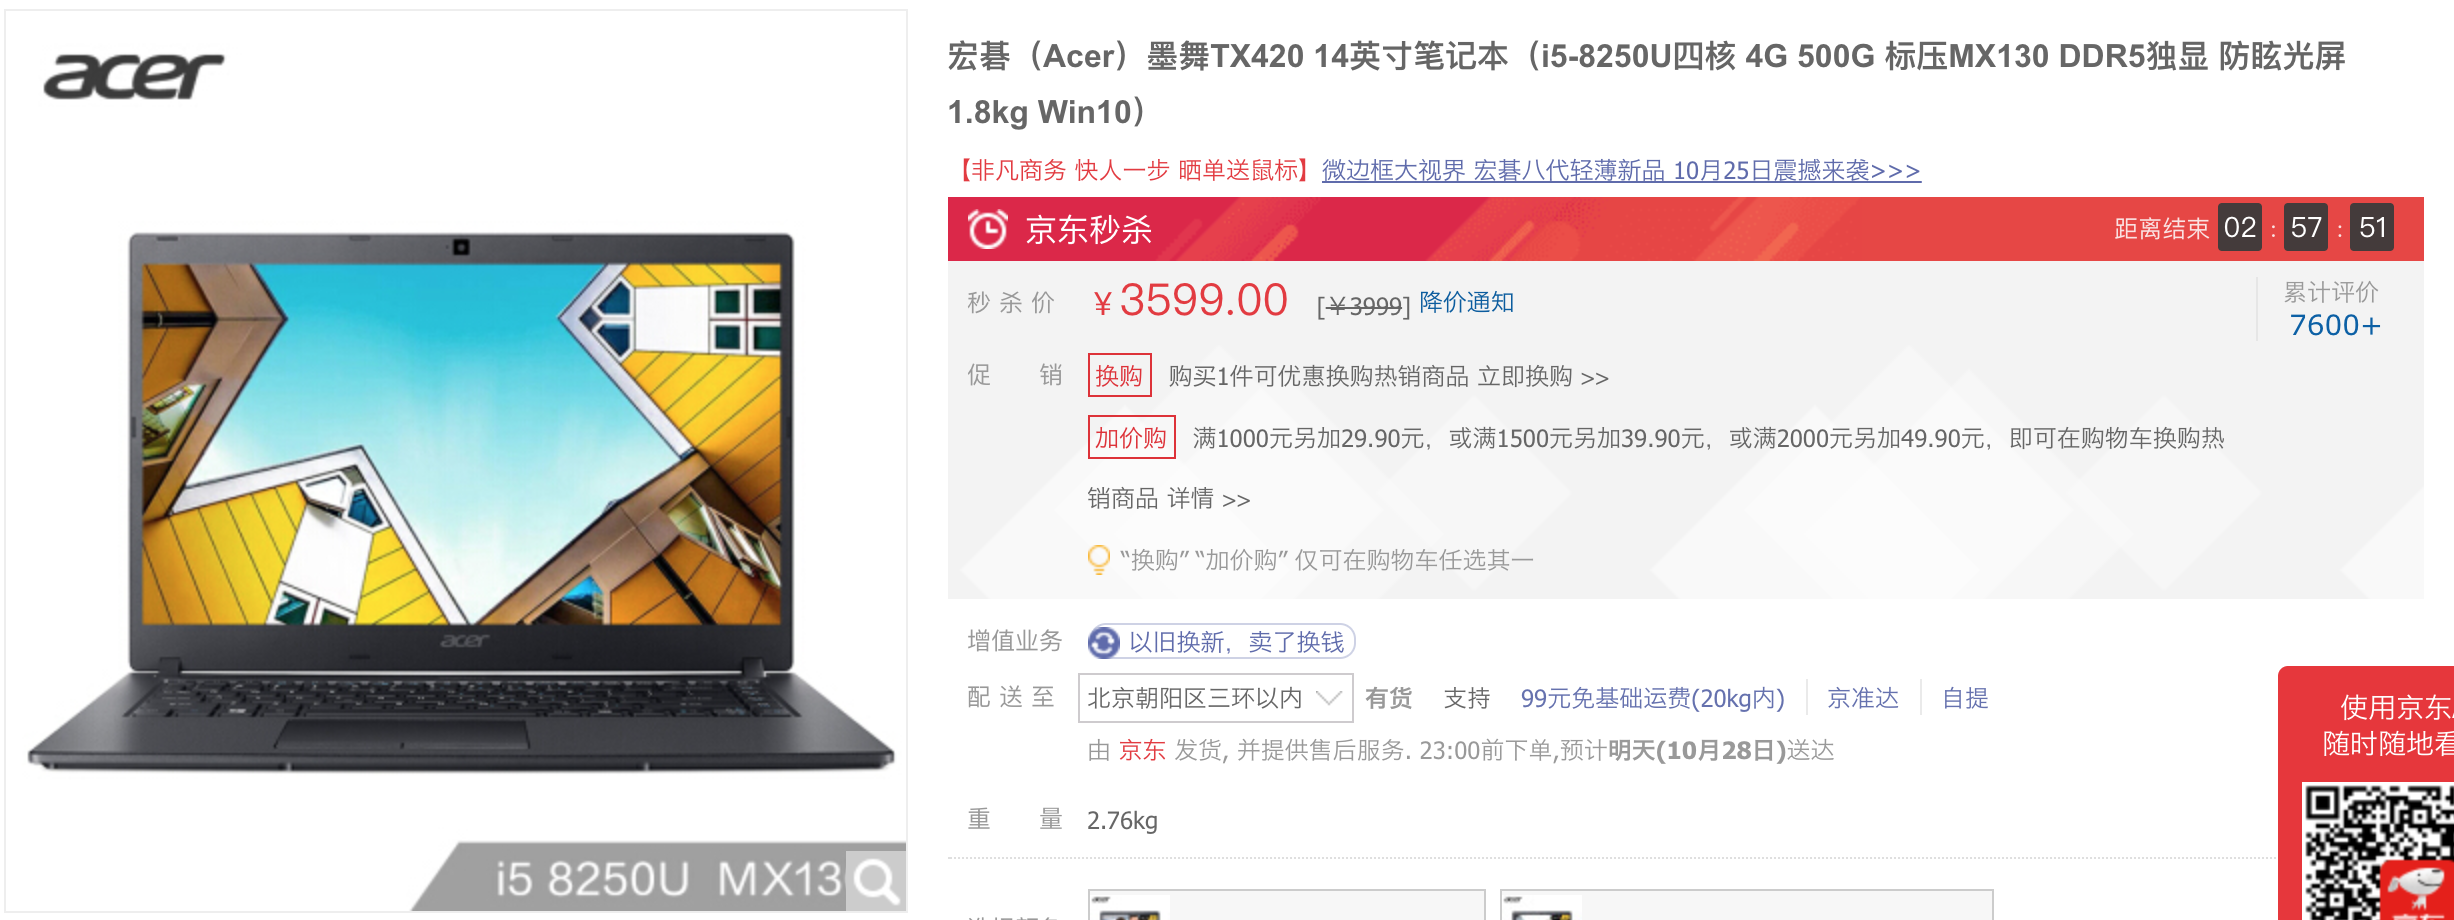 acer
acer
i5 8250U MX13
宏碁（Acer）墨舞TX420 14英寸笔记本（i5-8250U四核 4G 500G 标压MX130 DDR5独显 防眩光屏
1.8kg Win10）
【非凡商务 快人一步 晒单送鼠标】微边框大视界 宏碁八代轻薄新品 10月25日震撼来袭>>>
京东秒杀 距离结束 02 : 57 : 51
秒杀价 ￥3599.00 [￥3999] 降价通知
累计评价
7600+
促销 换购 购买1件可优惠换购热销商品 立即换购 >>
加价购 满1000元另加29.90元，或满1500元另加39.90元，或满2000元另加49.90元，即可在购物车换购热
销商品 详情 >>
“换购” “加价购” 仅可在购物车任选其一
增值业务 以旧换新，卖了换钱
配送至 北京朝阳区三环以内 有货 支持 99元免基础运费(20kg内) 京准达 自提
由 京东 发货, 并提供售后服务. 23:00前下单,预计明天(10月28日)送达
重量 2.76kg
使用京东
随时随地看
acer
acer